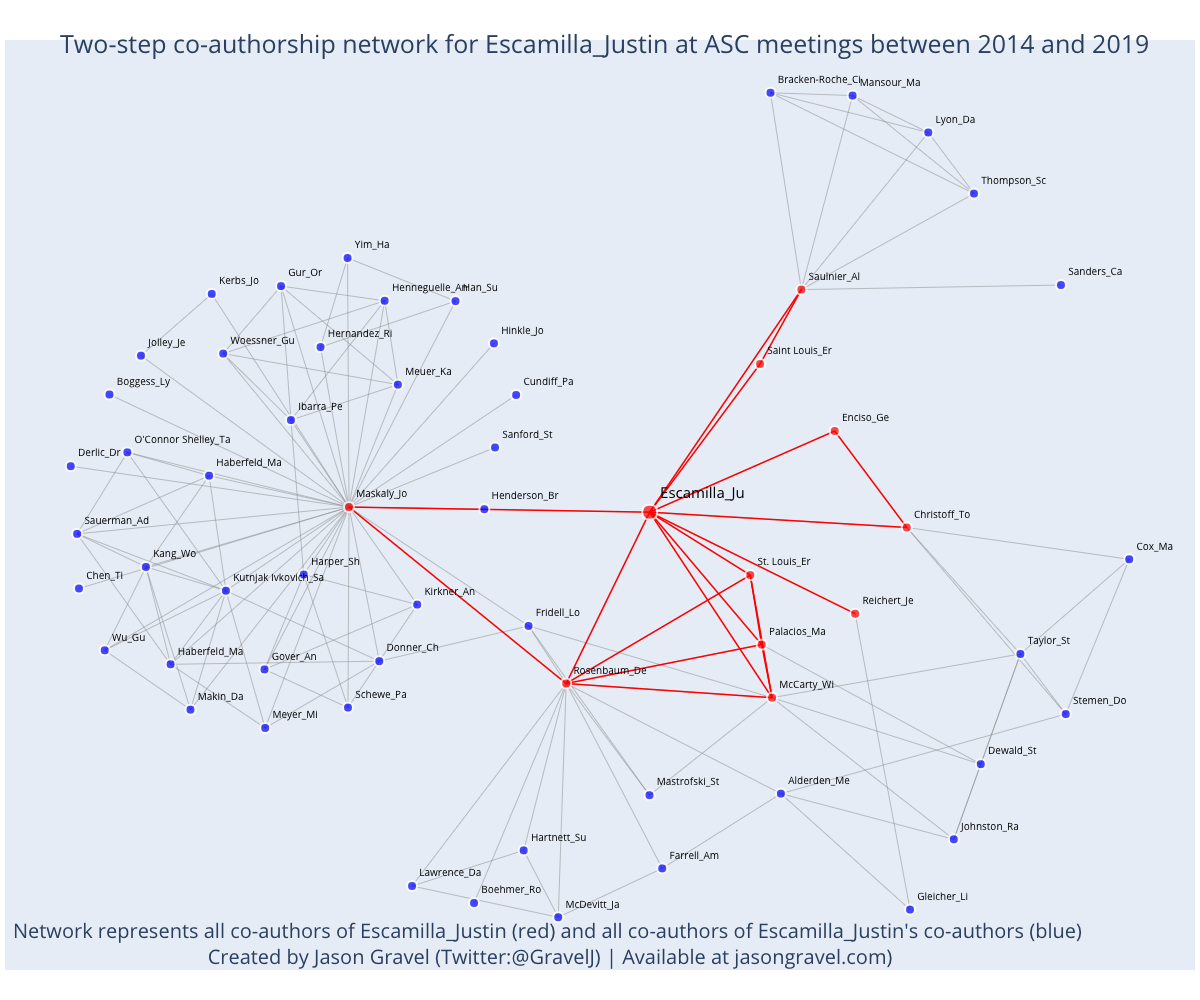 Two-step co-authorship network for Escamilla_Justin at ASC meetings between 2014 and 2019
Bracken-Roche_Ch
Mansour_Ma
Lyon_Da
Thompson_Sc
Yim_Ha
Saulnier_Al
Sanders_Ca
Kerbs_Jo
Gur_Or
Henneguelle_An
Han_Su
Jolley_Je
Woessner_Gu
Hernandez_Ri
Hinkle_Jo
Saint Louis_Er
Boggess_Ly
Meuer_Ka
Cundiff_Pa
Ibarra_Pe
Enciso_Ge
O'Connor Shelley_Ta
Sanford_St
Derlic_Dr
Haberfeld_Ma
Maskaly_Jo
Henderson_Br
Escamilla_Ju
Sauerman_Ad
Christoff_To
Cox_Ma
Kang_Wo
Harper_Sh
St. Louis_Er
Chen_Ti
Kutnjak Ivkovich_Sa
Kirkner_An
Reichert_Je
Fridell_Lo
Wu_Gu
Haberfeld_Ma
Gover_An
Donner_Ch
Palacios_Ma
Taylor_St
Rosenbaum_De
McCarty_Wi
Makin_Da
Schewe_Pa
Stemen_Do
Meyer_Mi
Dewald_St
Mastrofski_St
Alderden_Me
Johnston_Ra
Hartnett_Su
Farrell_Am
Lawrence_Da
Boehmer_Ro
McDevitt_Ja
Gleicher_Li
Network represents all co-authors of Escamilla_Justin (red) and all co-authors of Escamilla_Justin's co-authors (blue)
Created by Jason Gravel (Twitter:@GravelJ) | Available at jasongravel.com)